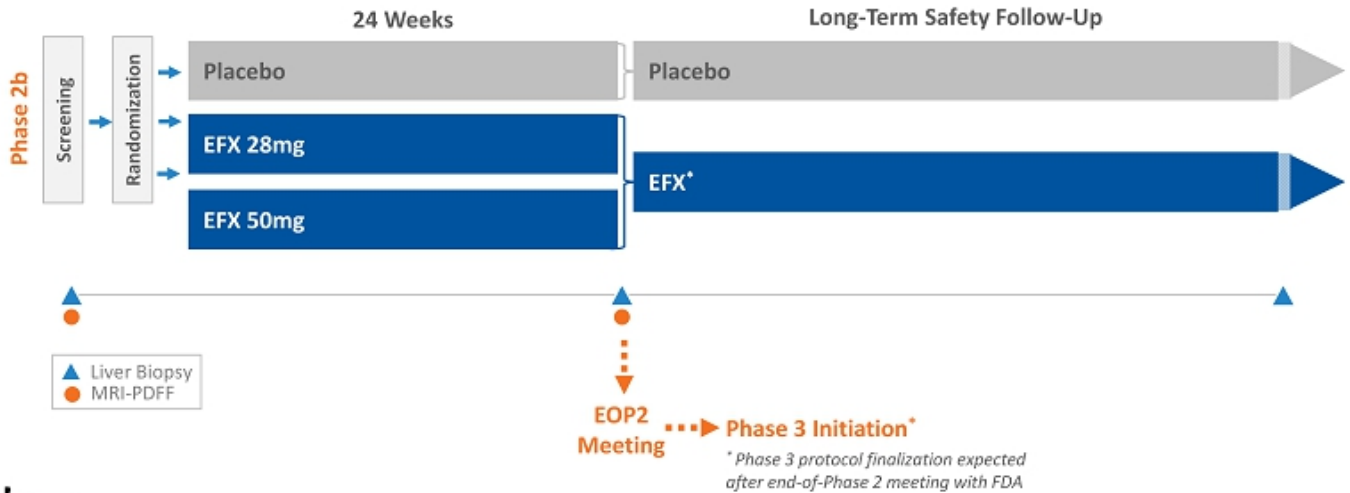 24 Weeks
Long-Term Safety Follow-Up
Phase 2b
Screening
Randomization
Placebo
Placebo
EFX 28mg
EFX*
EFX 50mg
Liver Biopsy
MRI-PDFF
EOP2
Meeting
Phase 3 Initiation*
* Phase 3 protocol finalization expected
after end-of-Phase 2 meeting with FDA